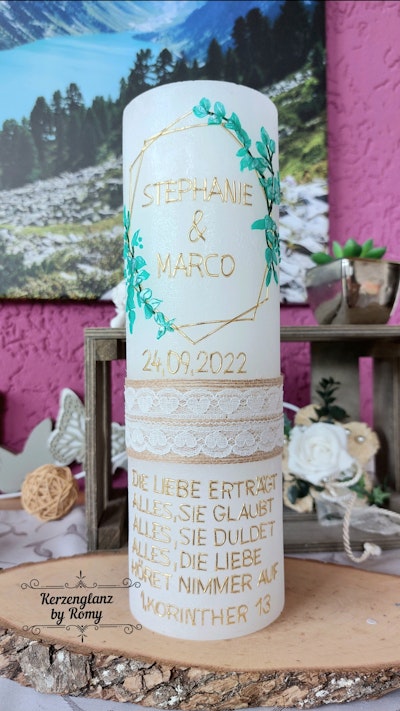 STEPHANIE
&
MARCO
24,09,2022
DIE LIEBE ERTRÄGT
ALLES, SIE GLAUBT
ALLES, SIE DULDET
ALLES, DIE LIEBE
HÖRET NIMMER AUF
1.KORINTHER 13
Kerzenglanz
by Romy